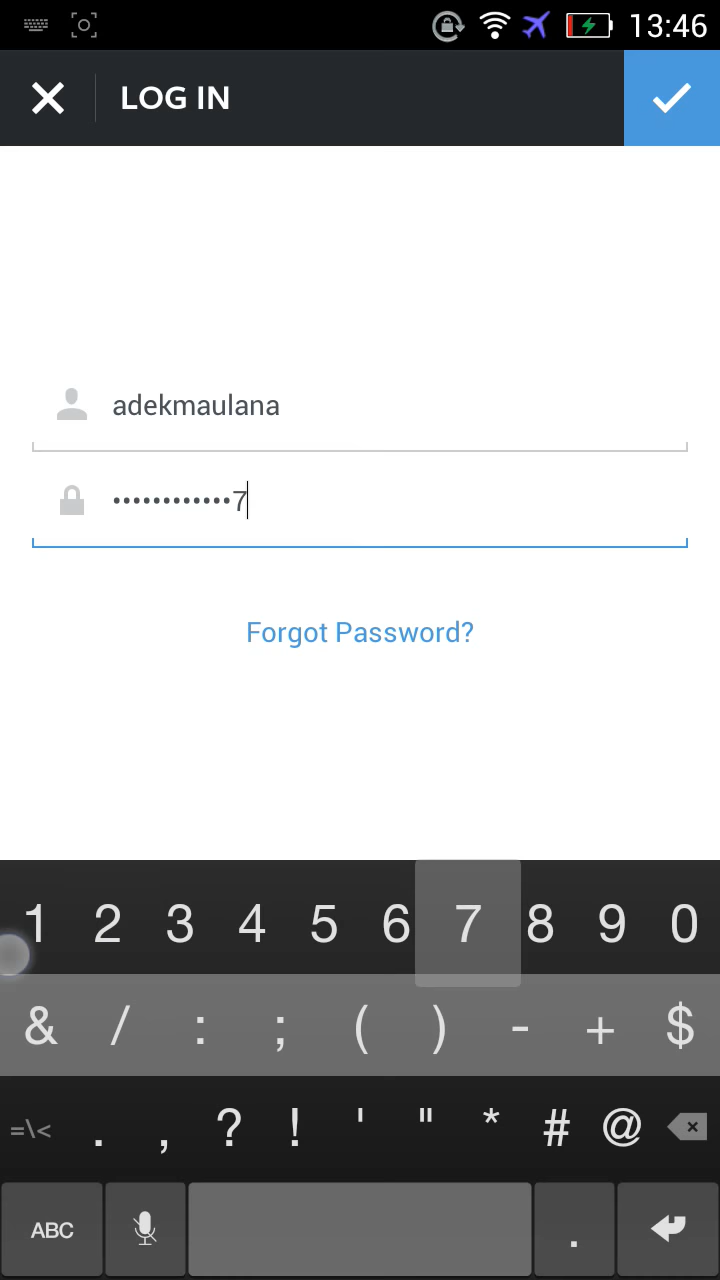 13:46
LOG IN
adekmaulana
••••••••••••7
Forgot Password?
1 2 3 4 5 6 7 8 9 0
& / : ; ( ) - + $
=\< . , ? ! ' " * # @
ABC .